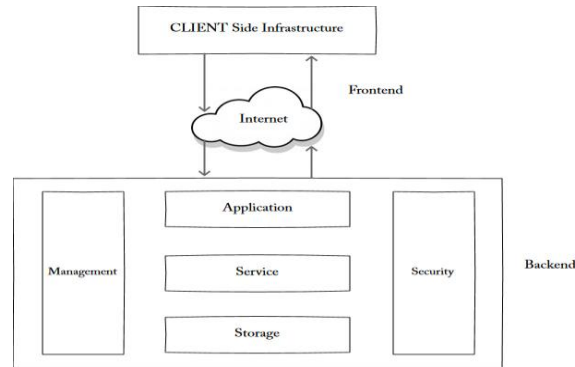 CLIENT Side Infrastructure
Frontend
Internet
Application
Management
Service
Security
Backend
Storage